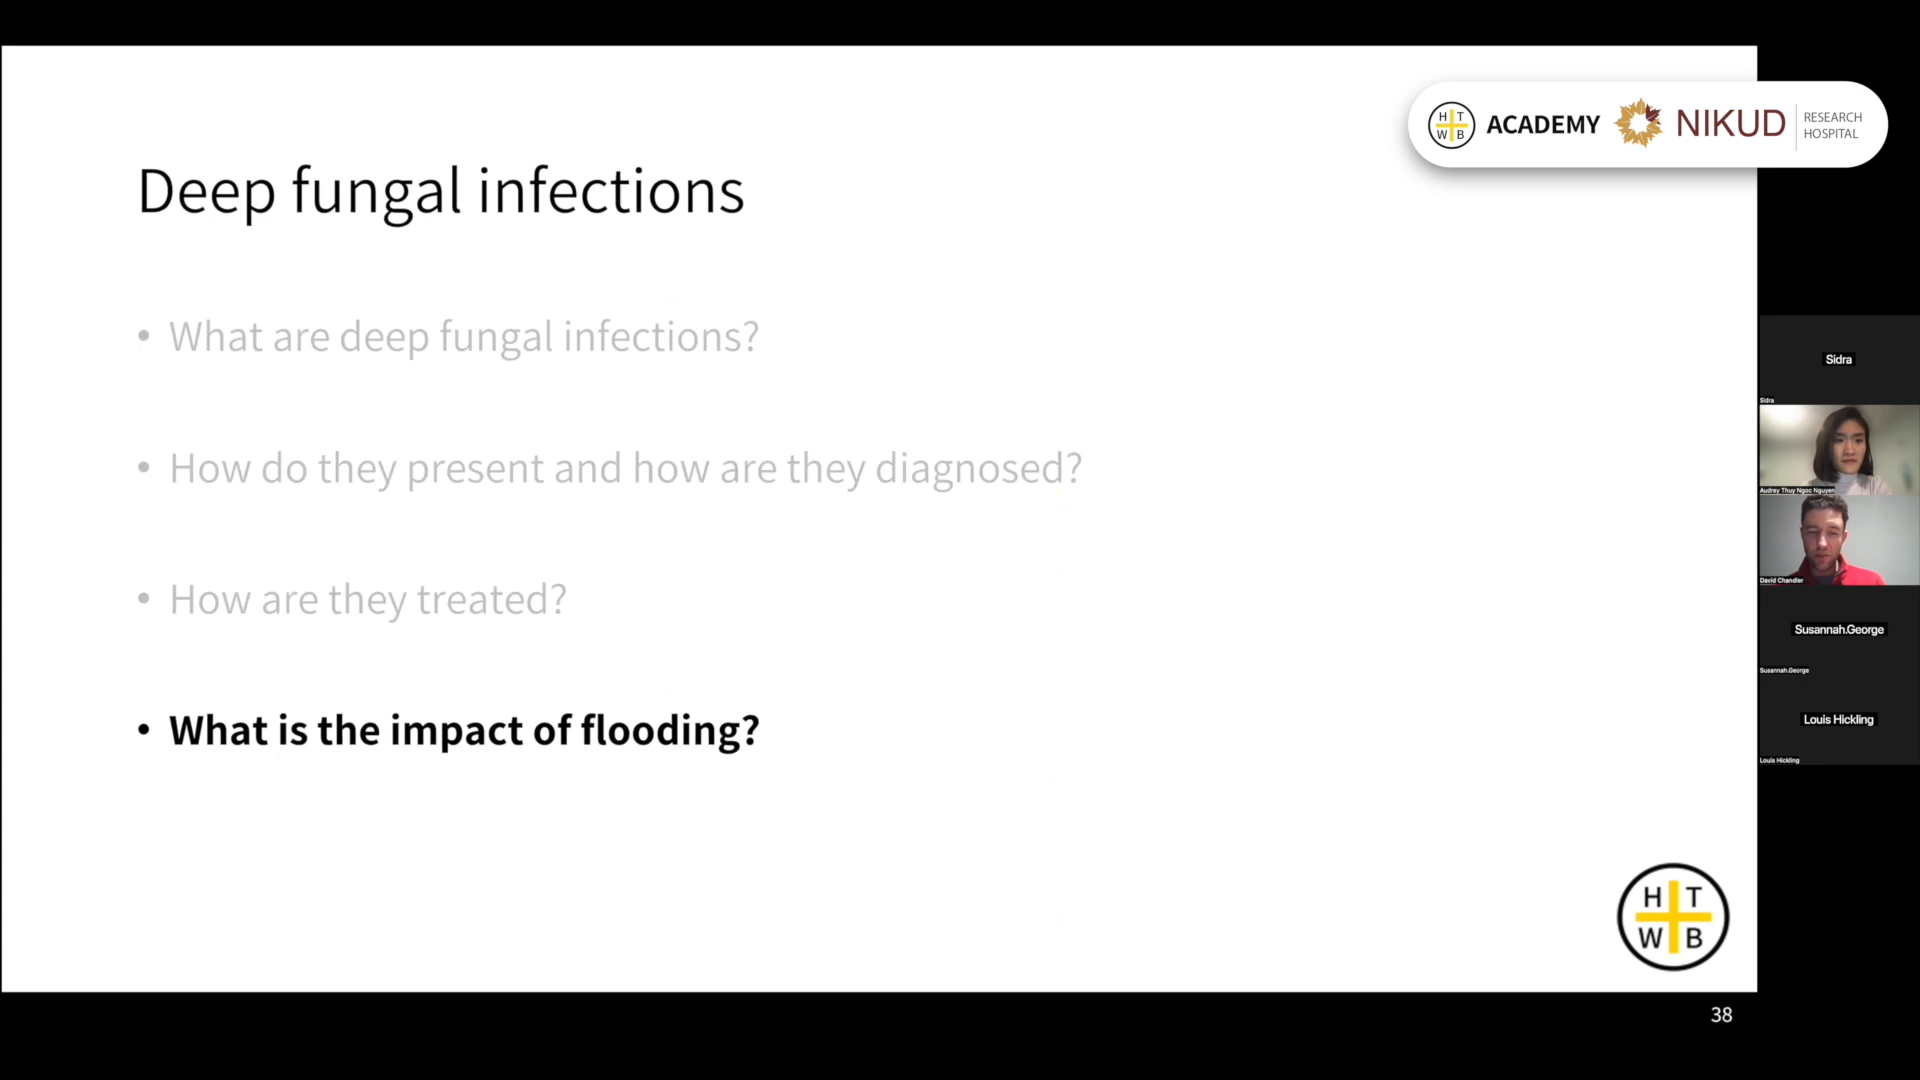 H T
W B
ACADEMY
NIKUD
RESEARCH
HOSPITAL
Deep fungal infections
• What are deep fungal infections?
• How do they present and how are they diagnosed?
• How are they treated?
• What is the impact of flooding?
Sidra
Sidra
Audrey Thuy Ngoc Nguyen
David Chandler
Susannah.George
Susannah.George
Louis Hickling
Louis Hickling
H T
W B
38